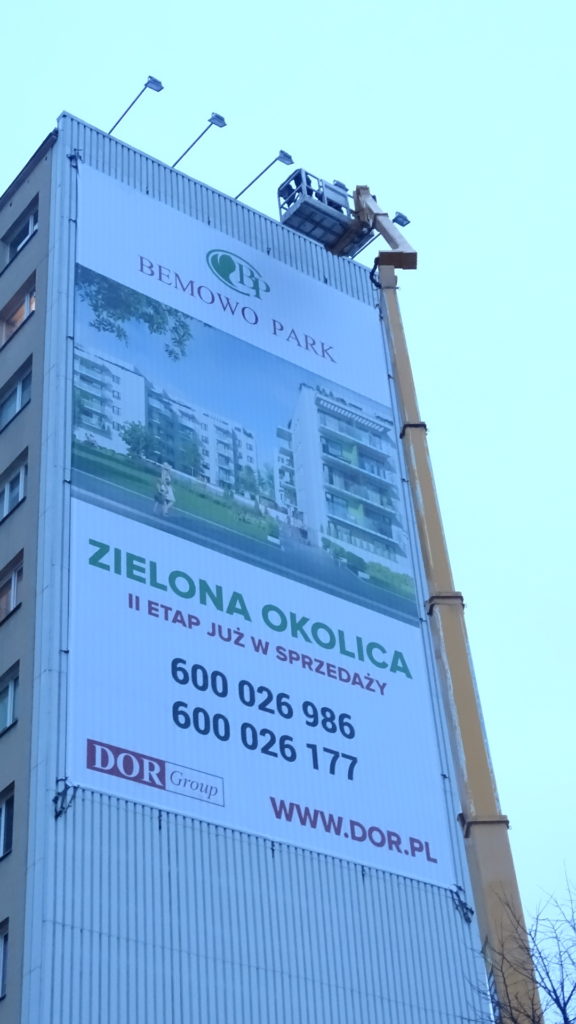 BP
BEMOWO PARK
ZIELONA OKOLICA
II ETAP JUŻ W SPRZEDAŻY
600 026 986
600 026 177
DOR Group
WWW.DOR.PL